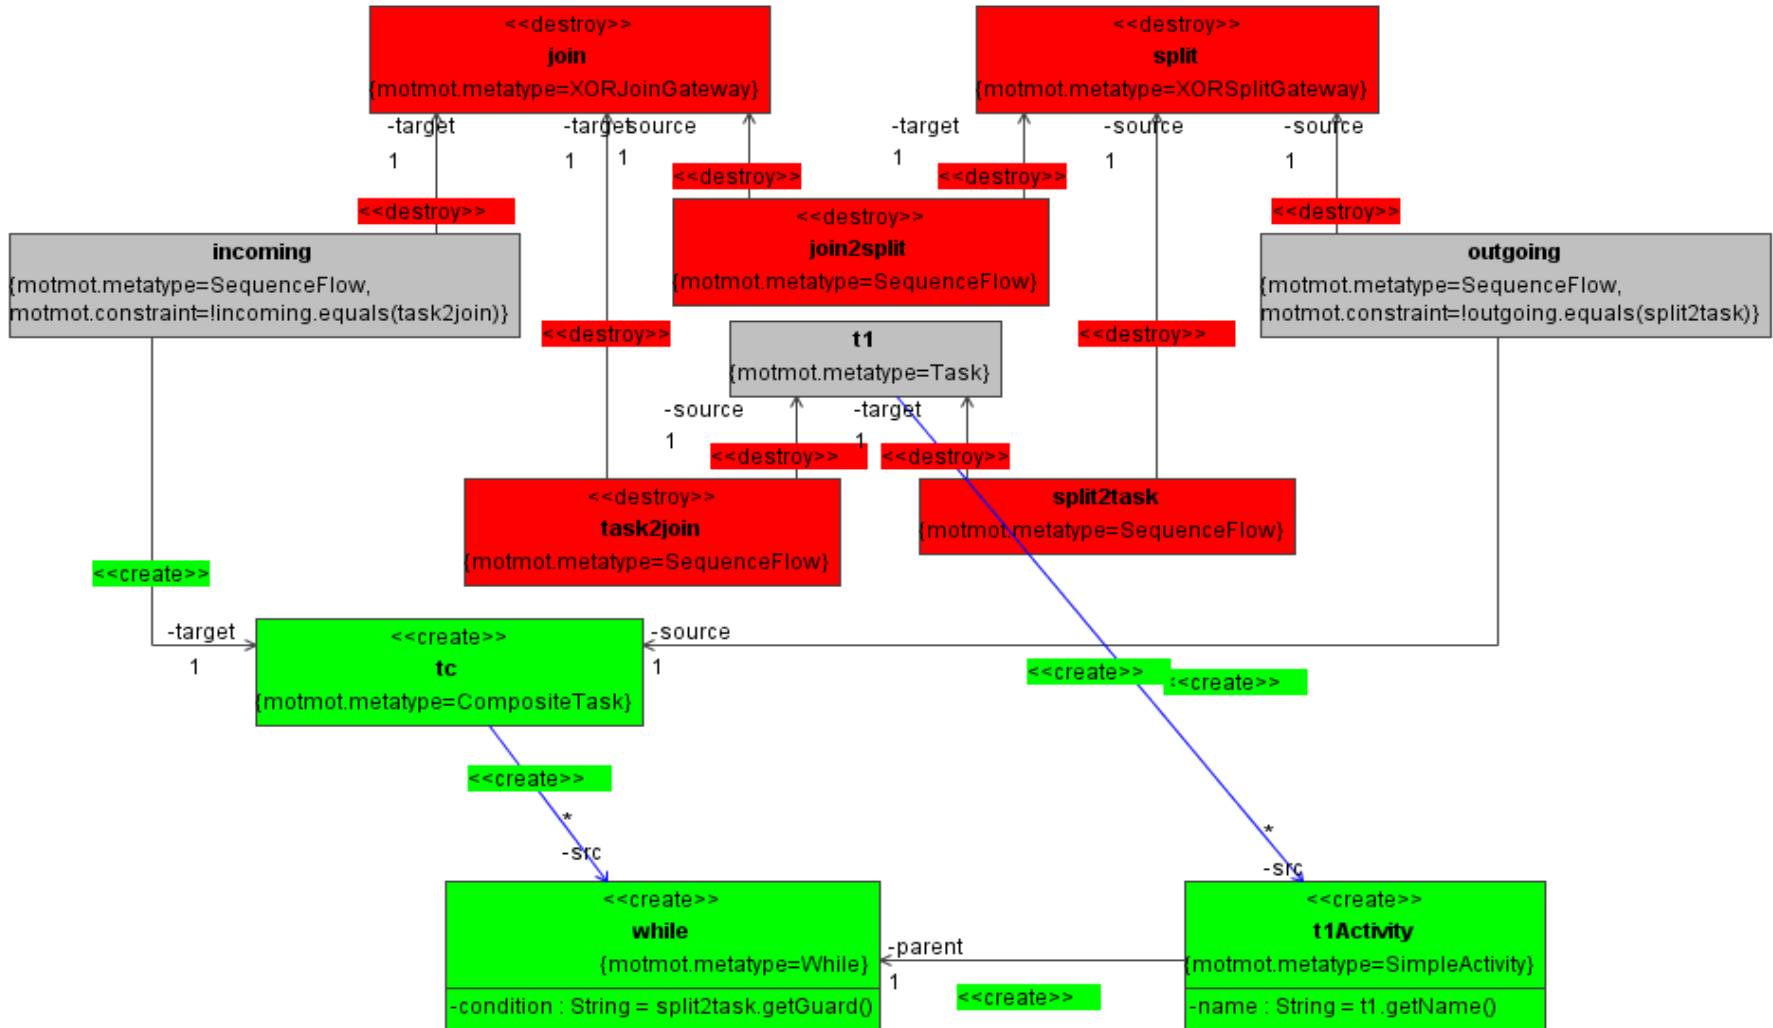 <<destroy>>
join
{motmot.metatype=XORJoinGateway}
<<destroy>>
split
{motmot.metatype=XORSplitGateway}
-target
1
-target
1
-source
1
-target
1
-source
1
-source
1
<<destroy>>
<<destroy>>
<<destroy>>
<<destroy>>
incoming
{motmot.metatype=SequenceFlow,
motmot.constraint=!incoming.equals(task2join)}
<<destroy>>
join2split
{motmot.metatype=SequenceFlow}
outgoing
{motmot.metatype=SequenceFlow,
motmot.constraint=!outgoing.equals(split2task)}
<<destroy>>
<<destroy>>
t1
{motmot.metatype=Task}
-source
1
-target
1
<<destroy>>
<<destroy>>
<<destroy>>
task2join
{motmot.metatype=SequenceFlow}
split2task
{motmot.metatype=SequenceFlow}
<<create>>
-target
1
<<create>>
tc
{motmot.metatype=CompositeTask}
-source
1
<<create>>
<<create>>
<<create>>
*
-src
*
-src
<<create>>
while
{motmot.metatype=While}
-condition : String = split2task.getGuard()
-parent
1
<<create>>
<<create>>
t1Activity
{motmot.metatype=SimpleActivity}
-name : String = t1.getName()